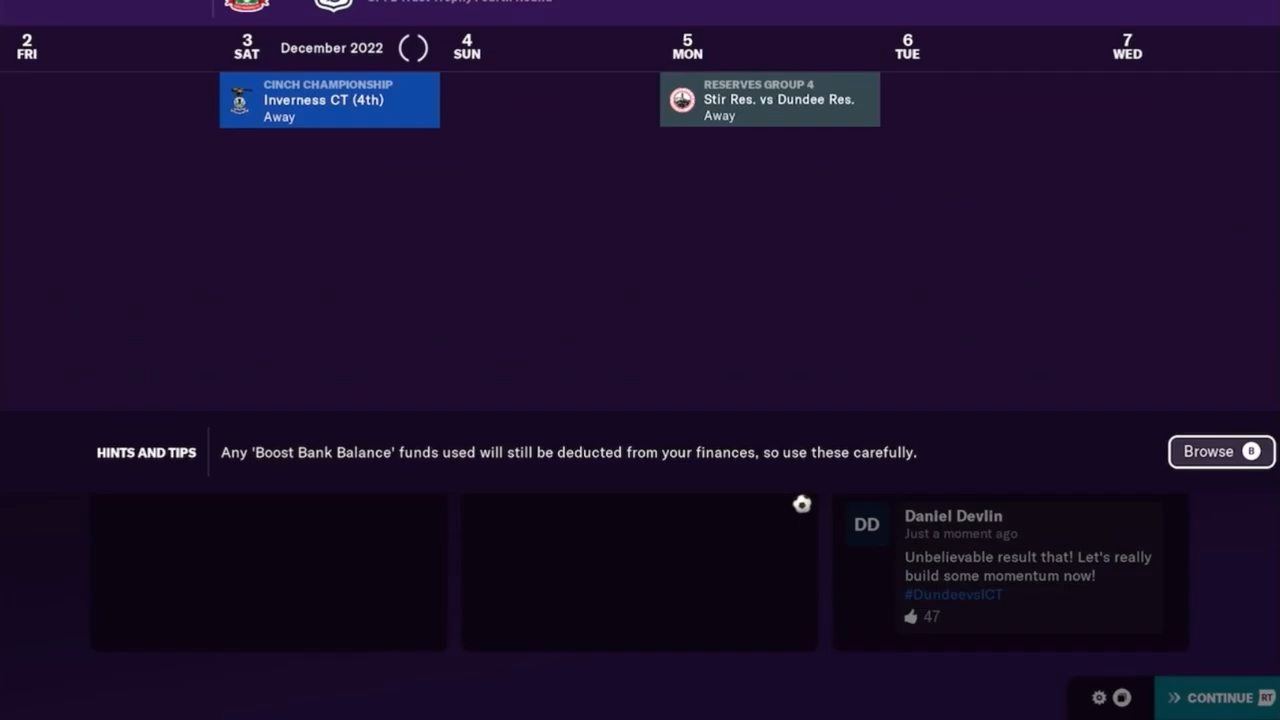 2
FRI
3
SAT
December 2022
4
SUN
5
MON
6
TUE
7
WED
CINCH CHAMPIONSHIP
Inverness CT (4th)
Away
RESERVES GROUP 4
Stir Res. vs Dundee Res.
Away
HINTS AND TIPS
Any 'Boost Bank Balance' funds used will still be deducted from your finances, so use these carefully.
Browse B
DD
Daniel Devlin
Just a moment ago
Unbelievable result that! Let's really
build some momentum now!
#DundeevsICT
47
CONTINUE RT